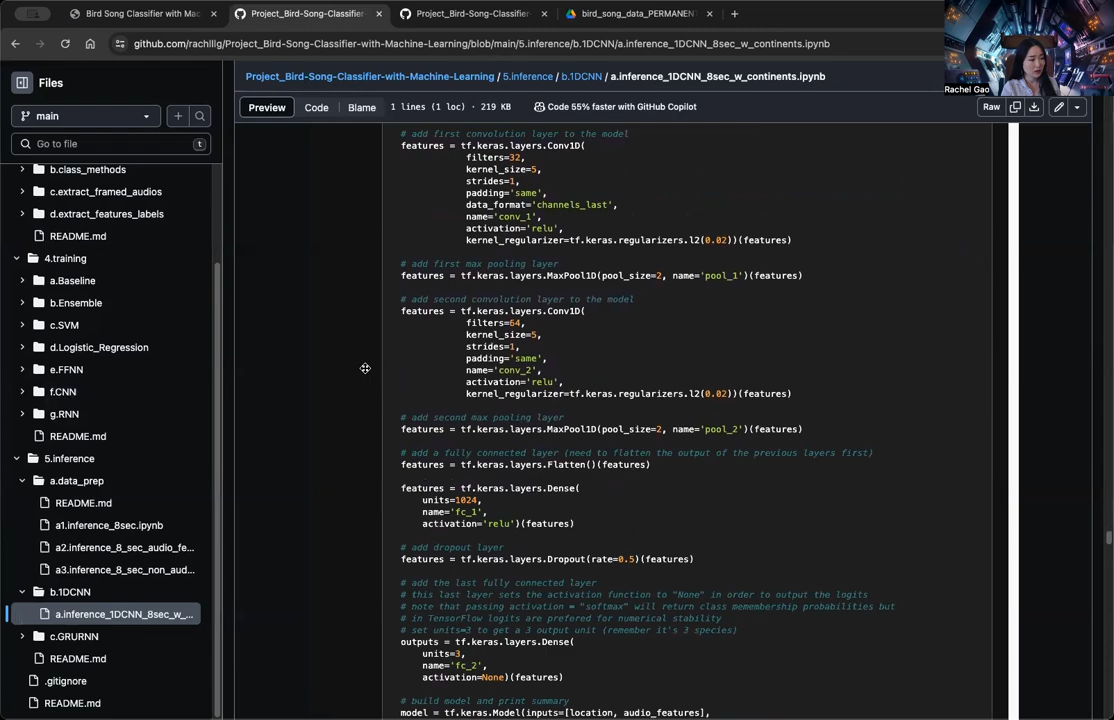 Bird Song Classifier with Mac
Project_Bird-Song-Classifier-
Project_Bird-Song-Classifier-
bird_song_data_PERMANENT
github.com/rachlllg/Project_Bird-Song-Classifier-with-Machine-Learning/blob/main/5.inference/b.1DCNN/a.inference_1DCNN_8sec_w_continents.ipynb
Rachel Gao
Files
main
Go to file
t
b.class_methods
c.extract_framed_audios
d.extract_features_labels
README.md
4.training
a.Baseline
b.Ensemble
c.SVM
d.Logistic_Regression
e.FFNN
f.CNN
g.RNN
README.md
5.inference
a.data_prep
README.md
a1.inference_8sec.ipynb
a2.inference_8_sec_audio_fe...
a3.inference_8_sec_non_aud...
b.1DCNN
a.inference_1DCNN_8sec_w_...
c.GRURNN
README.md
.gitignore
README.md
Project_Bird-Song-Classifier-with-Machine-Learning / 5.inference / b.1DCNN / a.inference_1DCNN_8sec_w_continents.ipynb
Preview Code Blame 1 lines (1 loc) · 219 KB Code 55% faster with GitHub Copilot Raw
# add first convolution layer to the model
features = tf.keras.layers.Conv1D(
filters=32,
kernel_size=5,
strides=1,
padding='same',
data_format='channels_last',
name='conv_1',
activation='relu',
kernel_regularizer=tf.keras.regularizers.l2(0.02))(features)
# add first max pooling layer
features = tf.keras.layers.MaxPool1D(pool_size=2, name='pool_1')(features)
# add second convolution layer to the model
features = tf.keras.layers.Conv1D(
filters=64,
kernel_size=5,
strides=1,
padding='same',
name='conv_2',
activation='relu',
kernel_regularizer=tf.keras.regularizers.l2(0.02))(features)
# add second max pooling layer
features = tf.keras.layers.MaxPool1D(pool_size=2, name='pool_2')(features)
# add a fully connected layer (need to flatten the output of the previous layers first)
features = tf.keras.layers.Flatten()(features)
features = tf.keras.layers.Dense(
units=1024,
name='fc_1',
activation='relu')(features)
# add dropout layer
features = tf.keras.layers.Dropout(rate=0.5)(features)
# add the last fully connected layer
# this last layer sets the activation function to "None" in order to output the logits
# note that passing activation = "softmax" will return class memembership probabilities but
# in TensorFlow logits are prefered for numerical stability
# set units=3 to get a 3 output unit (remember it's 3 species)
outputs = tf.keras.layers.Dense(
units=3,
name='fc_2',
activation=None)(features)
# build model and print summary
model = tf.keras.Model(inputs=[location, audio_features],